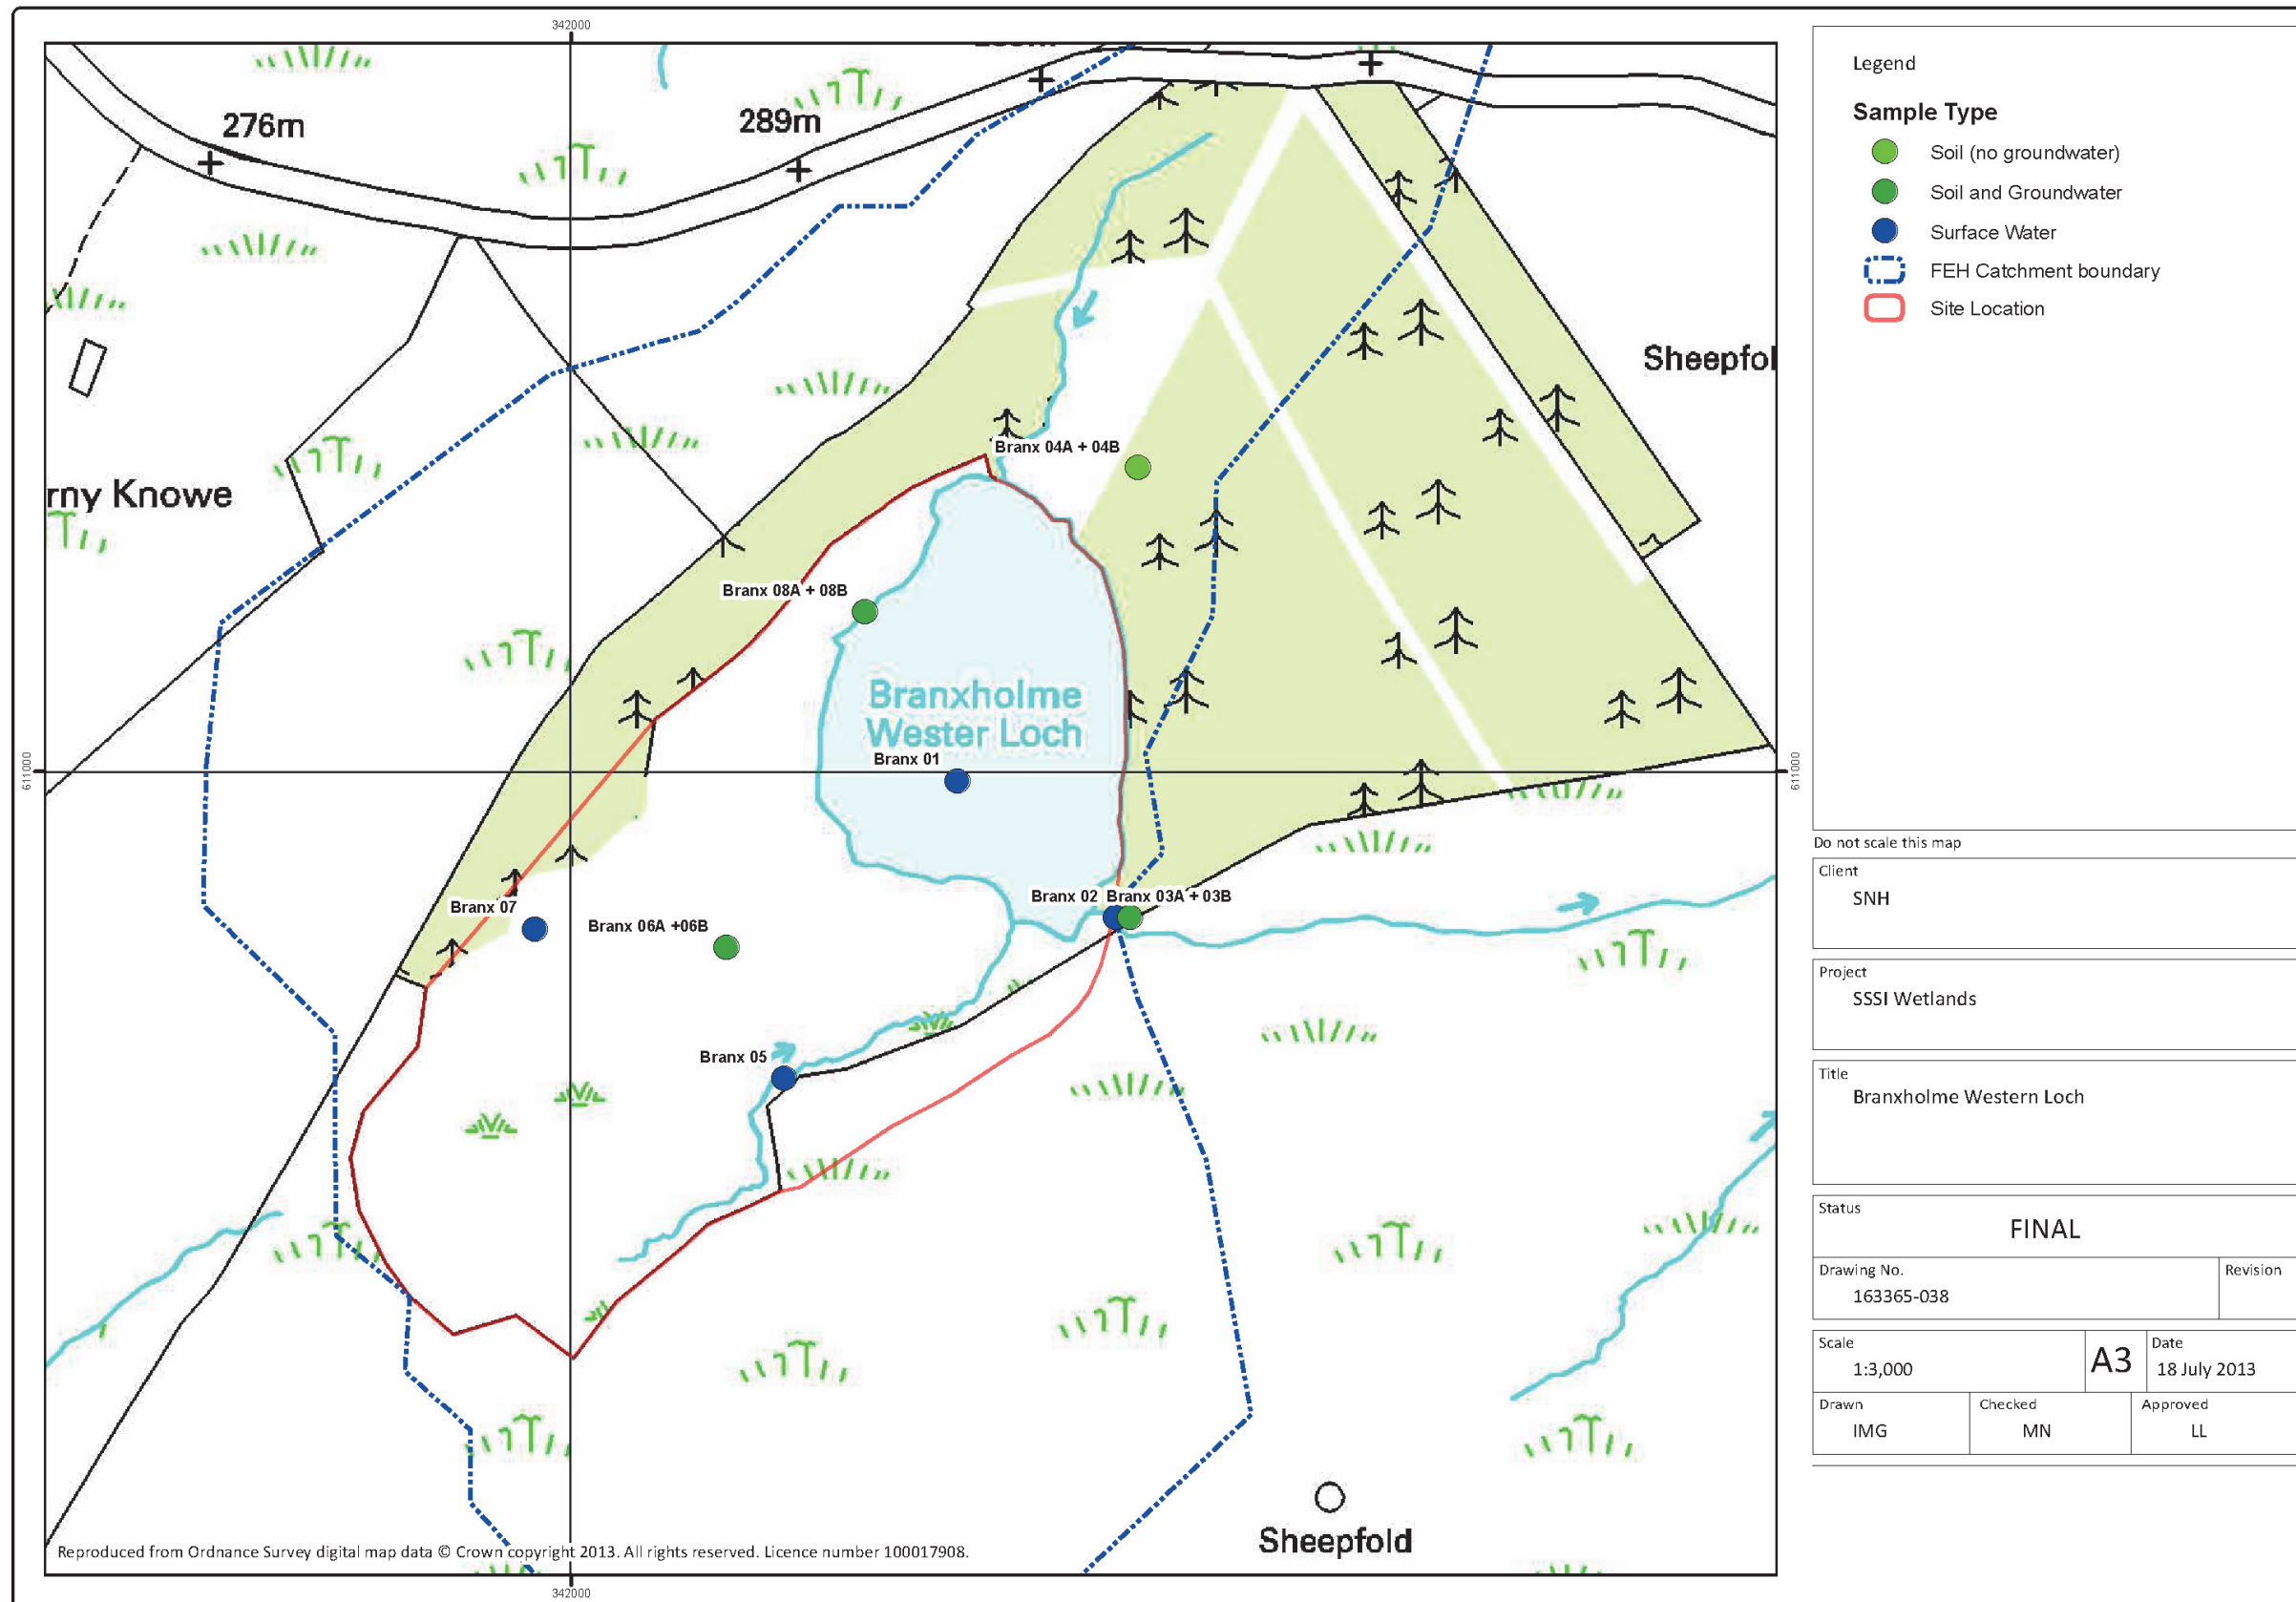 342000
276m
289m
Sheepfol
rny Knowe
Branx 04A + 04B
Branx 08A + 08B
Branxholme
Wester Loch
Branx 01
611000
611000
Branx 02
Branx 03A + 03B
Branx 07
Branx 06A +06B
Branx 05
Sheepfold
Reproduced from Ordnance Survey digital map data © Crown copyright 2013. All rights reserved. Licence number 100017908.
342000
Legend
Sample Type
Soil (no groundwater)
Soil and Groundwater
Surface Water
FEH Catchment boundary
Site Location
Do not scale this map
Client
SNH
Project
SSSI Wetlands
Title
Branxholme Western Loch
Status
FINAL
Drawing No.
163365-038
Revision
Scale
1:3,000
A3
Date
18 July 2013
Drawn
IMG
Checked
MN
Approved
LL